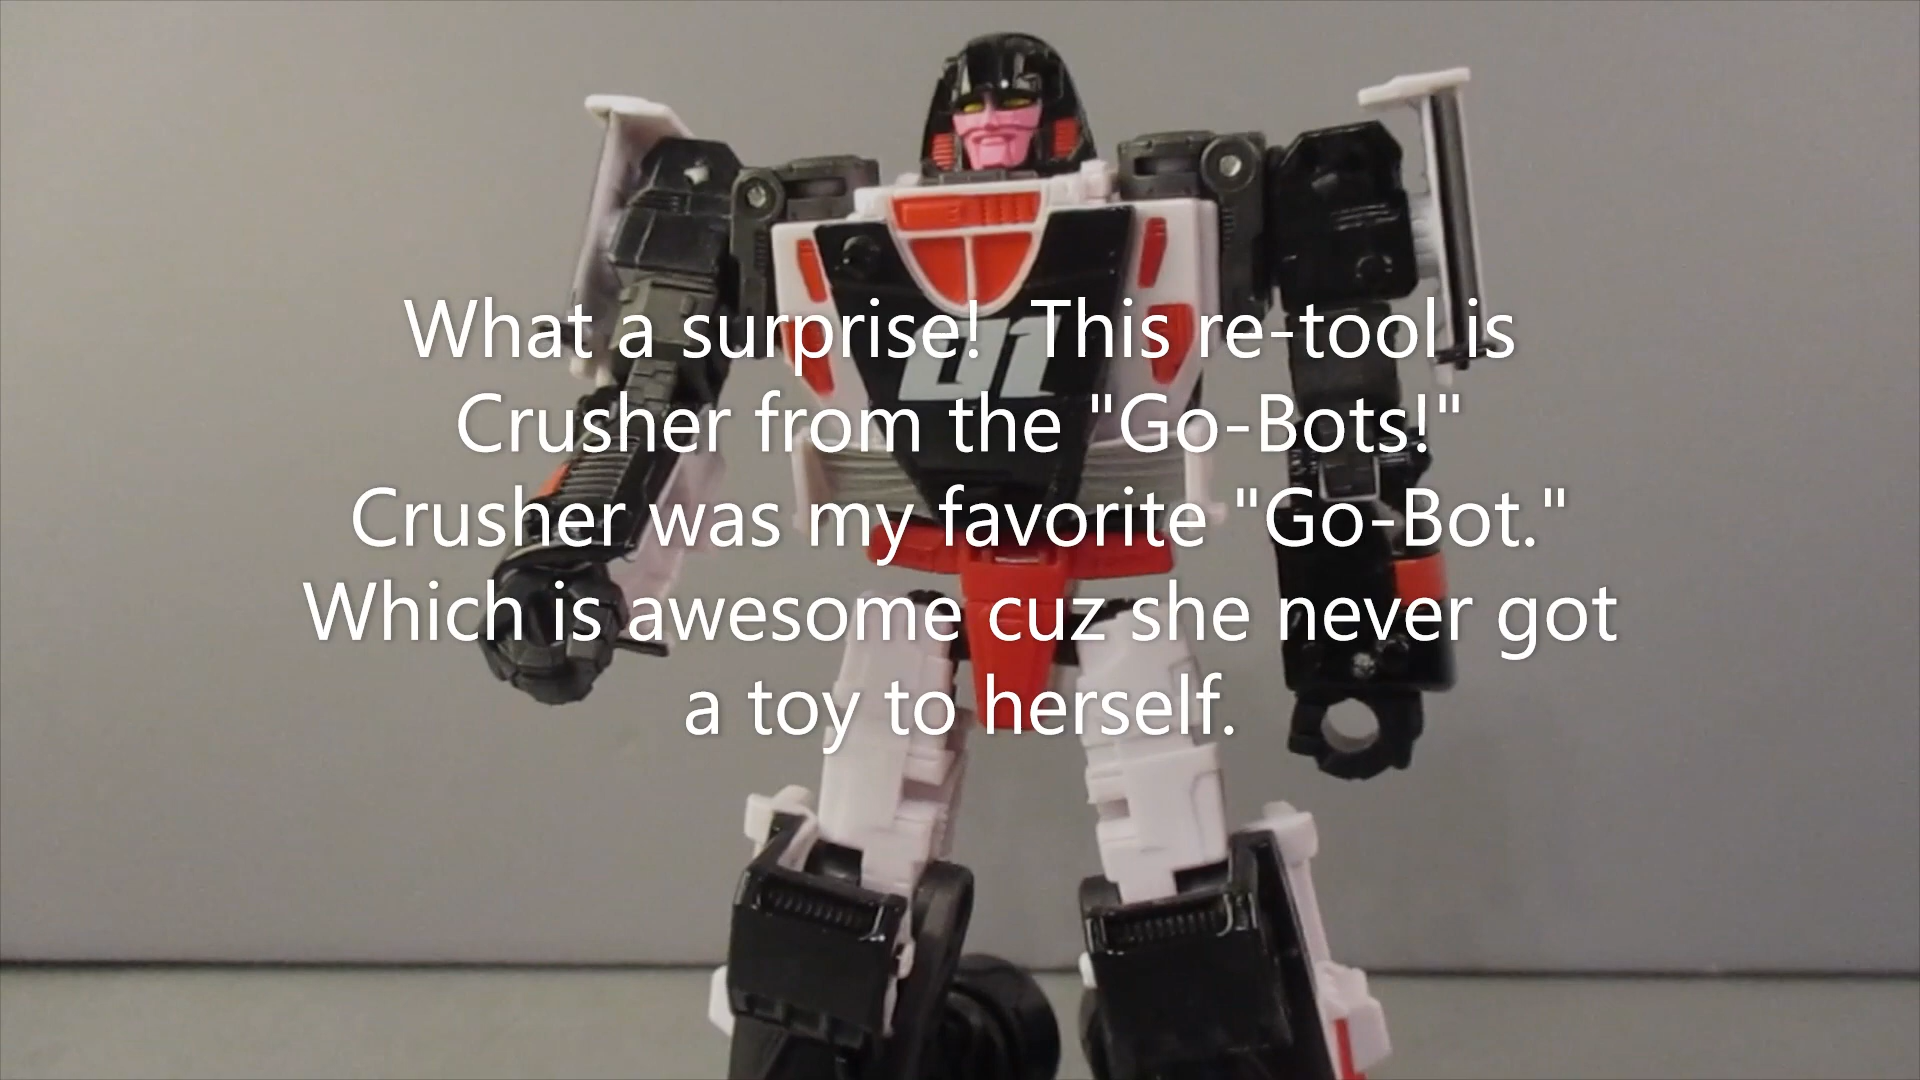 What a surprise!  This re-tool is
Crusher from the "Go-Bots!"
Crusher was my favorite "Go-Bot."
Which is awesome cuz she never got
a toy to herself.
01